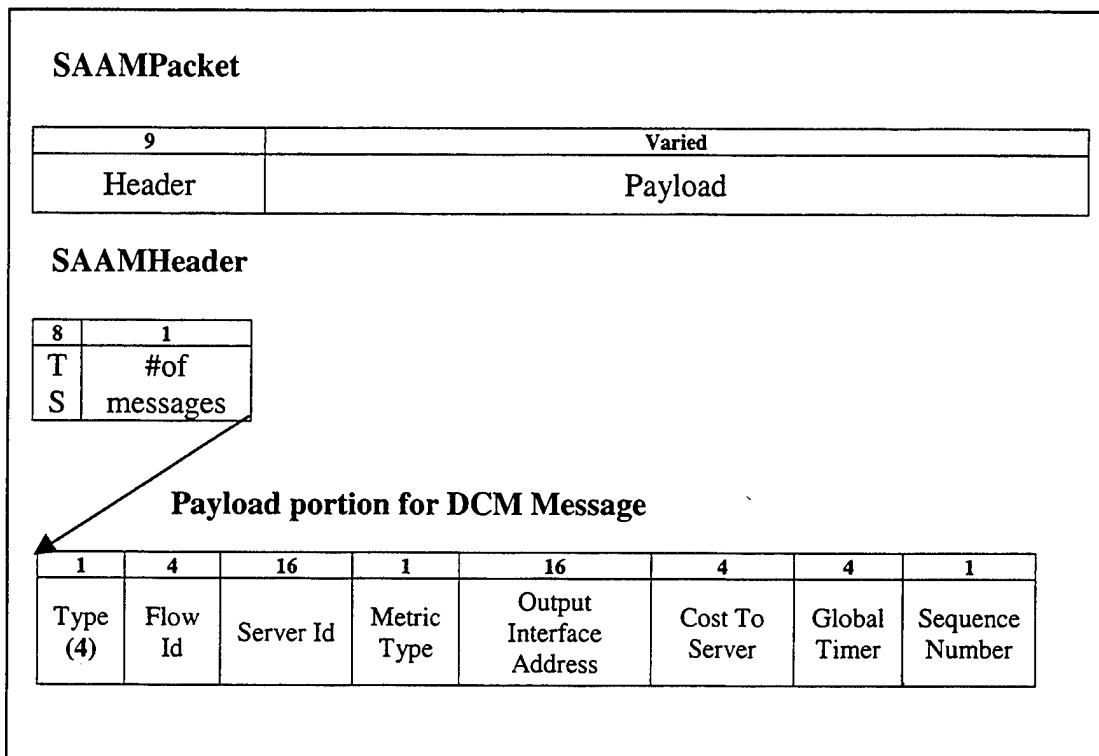 SAAMPacket
9 Varied
Header Payload
SAAMHeader
8 1
T #of
S messages
Payload portion for DCM Message
1 4 16 1 16 4 4 1
Type (4) Flow Id Server Id Metric Type Output Interface Address Cost To Server Global Timer Sequence Number